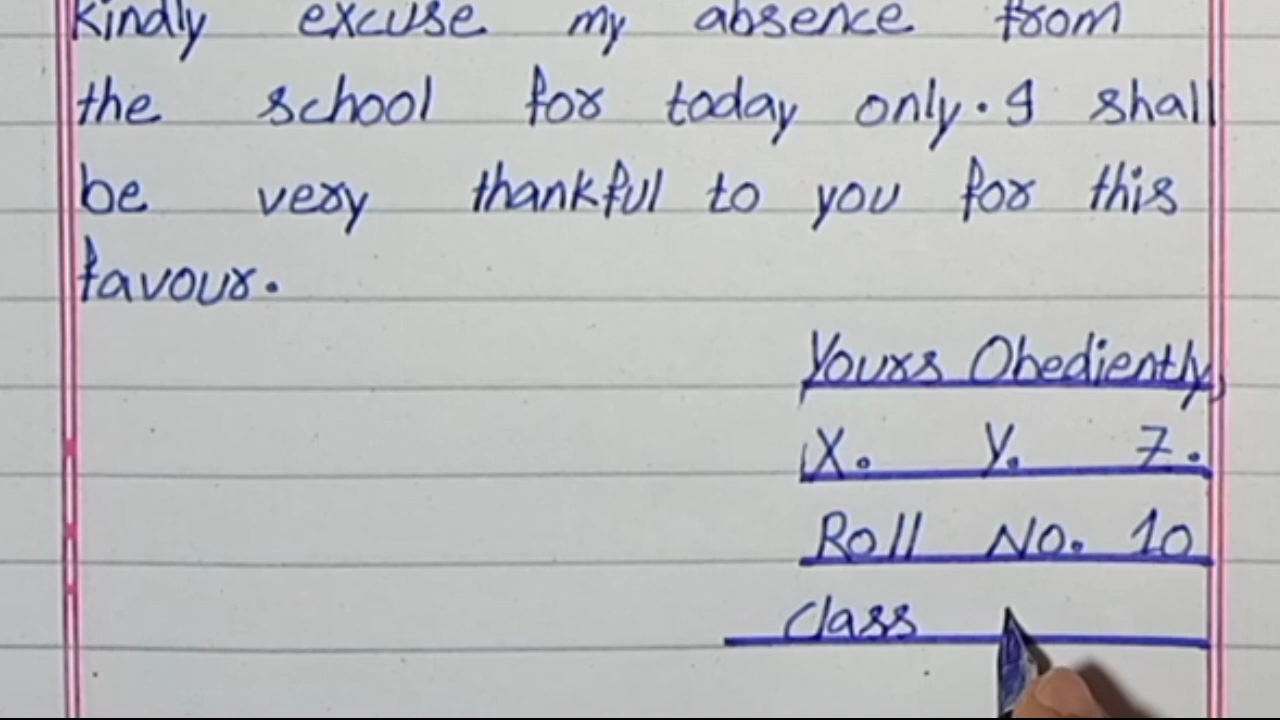 Kindly excuse my absence from
the school for today only. I shall
be very thankful to you for this
favour.
Yours Obediently,
X. Y. Z.
Roll No. 10
Class